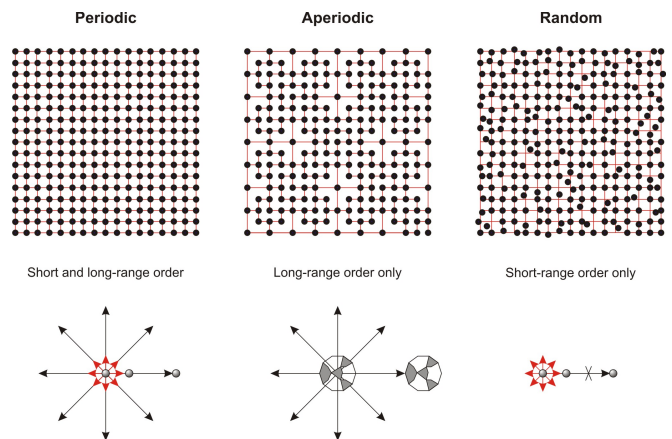 Periodic
Aperiodic
Random
Short and long-range order
Long-range order only
Short-range order only